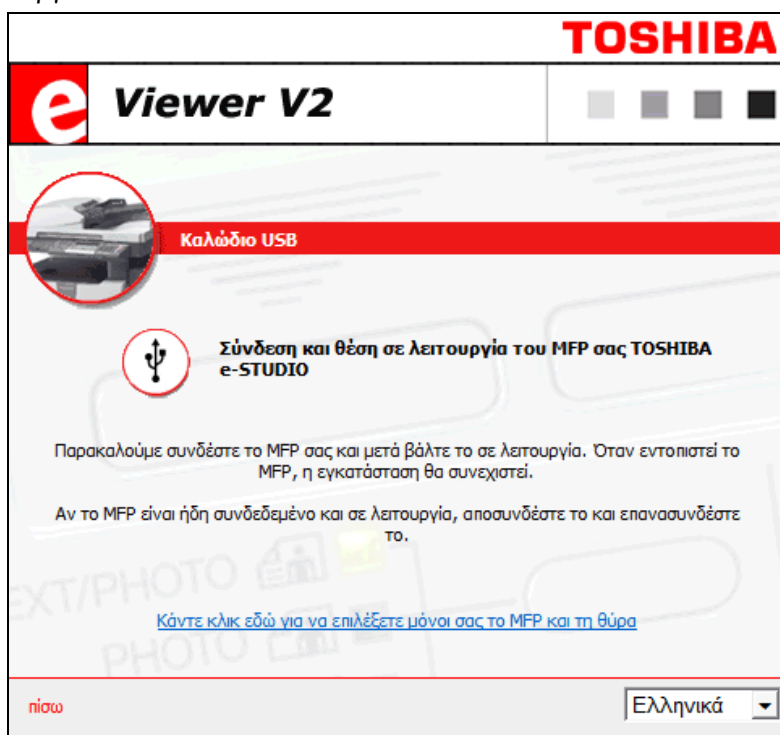 TOSHIBA
e Viewer V2
Καλώδιο USB
Σύνδεση και θέση σε λειτουργία του MFP σας TOSHIBA
e-STUDIO
Παρακαλούμε συνδέστε το MFP σας και μετά βάλτε το σε λειτουργία. Όταν εντοπιστεί το
MFP, η εγκατάσταση θα συνεχιστεί.
Αν το MFP είναι ήδη συνδεδεμένο και σε λειτουργία, αποσυνδέστε το και επανασυνδέστε
το.
EXT/PHOTO
Κάντε κλικ εδώ για να επιλέξετε μόνοι σας το MFP και τη θύρα
PHOTO
πίσω
Ελληνικά